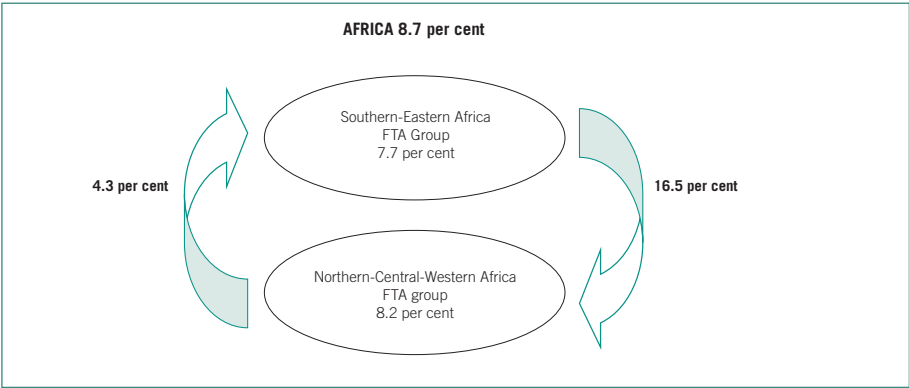 AFRICA 8.7 per cent
Southern-Eastern Africa
FTA Group
7.7 per cent
4.3 per cent
16.5 per cent
Northern-Central-Western Africa
FTA group
8.2 per cent